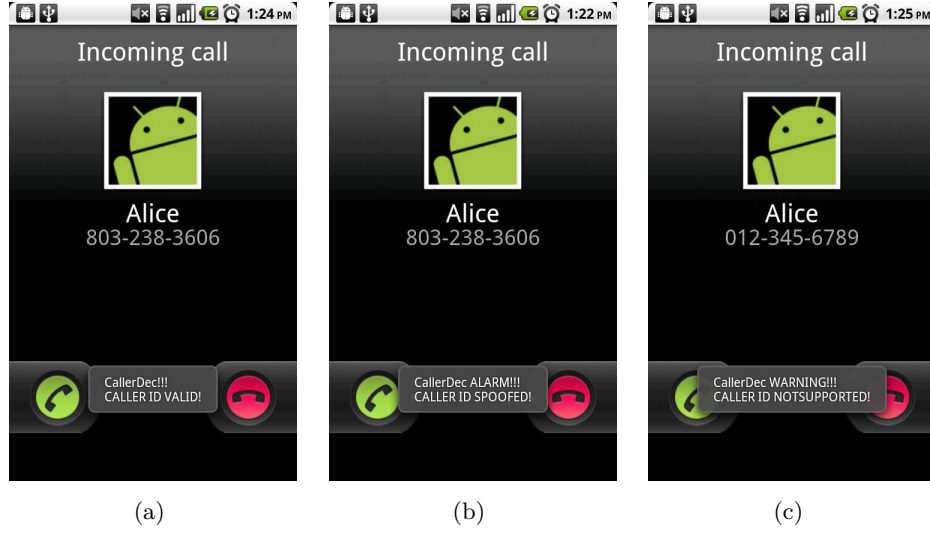 1:24 PM
Incoming call
Alice
803-238-3606
CallerDec!!!
CALLER ID VALID!
(a)
1:22 PM
Incoming call
Alice
803-238-3606
CallerDec ALARM!!!
CALLER ID SPOOFED!
(b)
1:25 PM
Incoming call
Alice
012-345-6789
CallerDec WARNING!!!
CALLER ID NOTSUPPORTED!
(c)